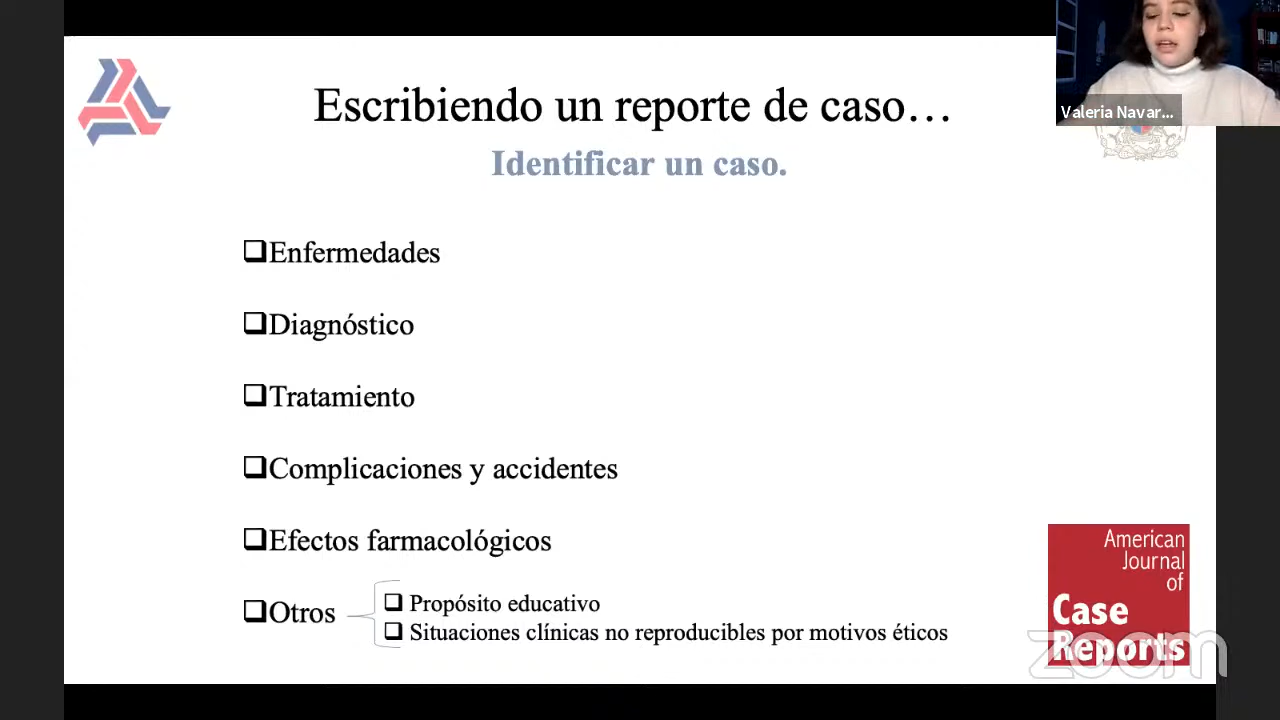 Escribiendo un reporte de caso…
Valeria Navar...
Identificar un caso.
❑Enfermedades
❑Diagnóstico
❑Tratamiento
❑Complicaciones y accidentes
❑Efectos farmacológicos
❑Otros
❑ Propósito educativo
❑ Situaciones clínicas no reproducibles por motivos éticos
American
Journal
of
Case
Reports
zoom